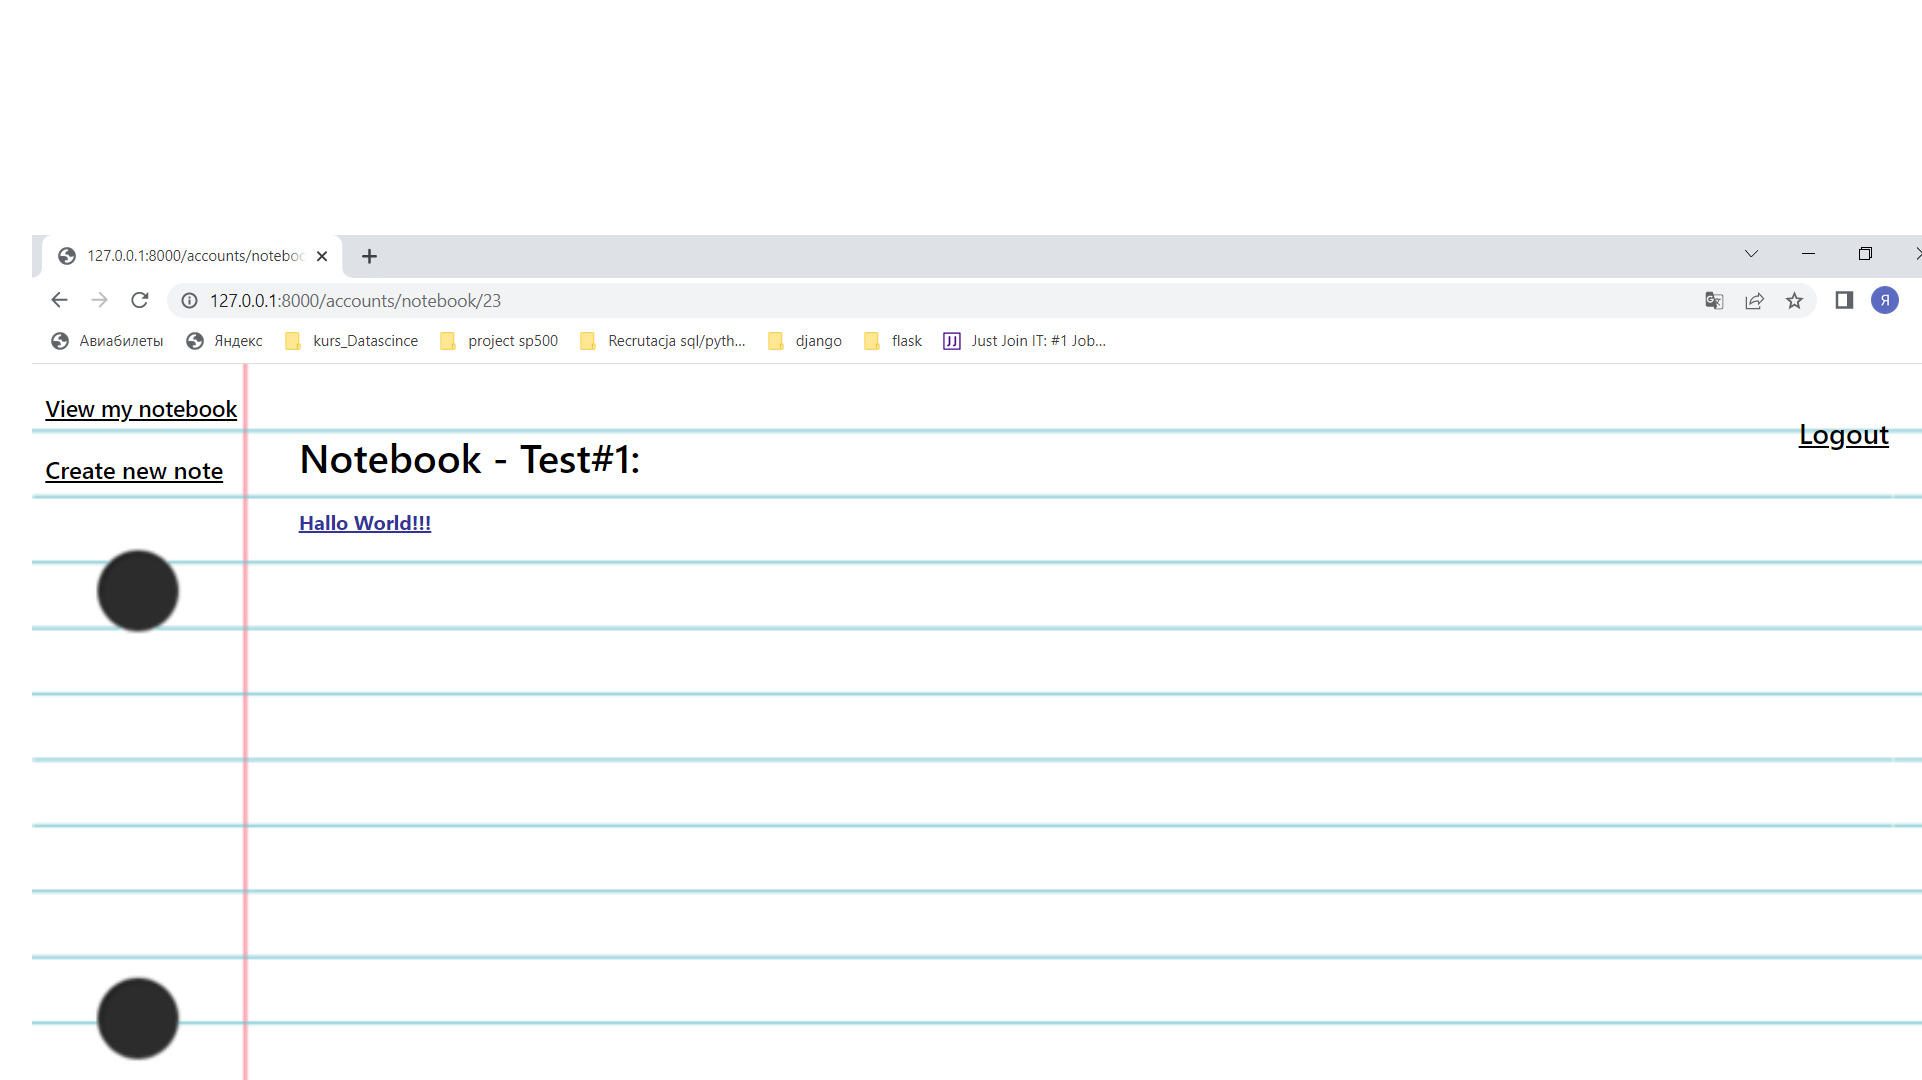 127.0.0.1:8000/accounts/noteboo
127.0.0.1:8000/accounts/notebook/23
Я
Авиабилеты Яндекс kurs_Datascince project sp500 Recrutacja sql/pyth... django flask JJ Just Join IT: #1 Job...
View my notebook
Logout
Notebook - Test#1:
Create new note
Hallo World!!!